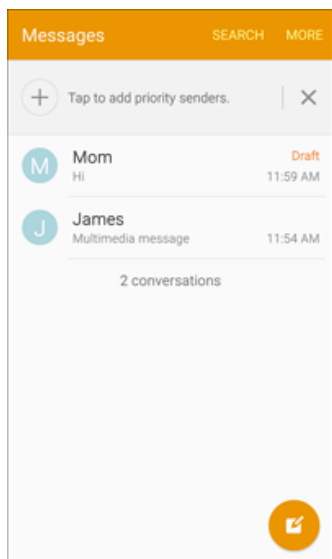 Messages SEARCH MORE
Tap to add priority senders.
M Mom Draft
Hi 11:59 AM
J James
Multimedia message 11:54 AM
2 conversations